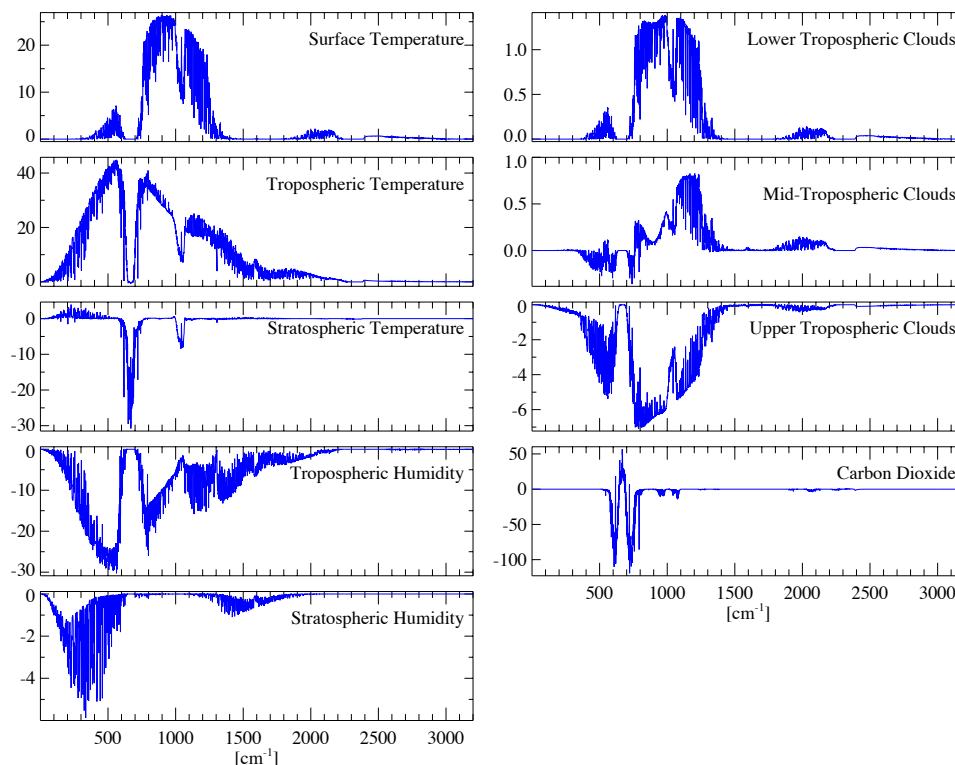 Surface Temperature
20
10
0
Tropospheric Temperature
40
20
0
Stratospheric Temperature
0
-10
-20
-30
Tropospheric Humidity
0
-10
-20
-30
Stratospheric Humidity
0
-2
-4
500 1000 1500 2000 2500 3000
[cm-1]
Lower Tropospheric Clouds
1.0
0.5
0.0
Mid-Tropospheric Clouds
1.0
0.5
0.0
Upper Tropospheric Clouds
0
-2
-4
-6
Carbon Dioxide
50
0
-50
-100
500 1000 1500 2000 2500 3000
[cm-1]